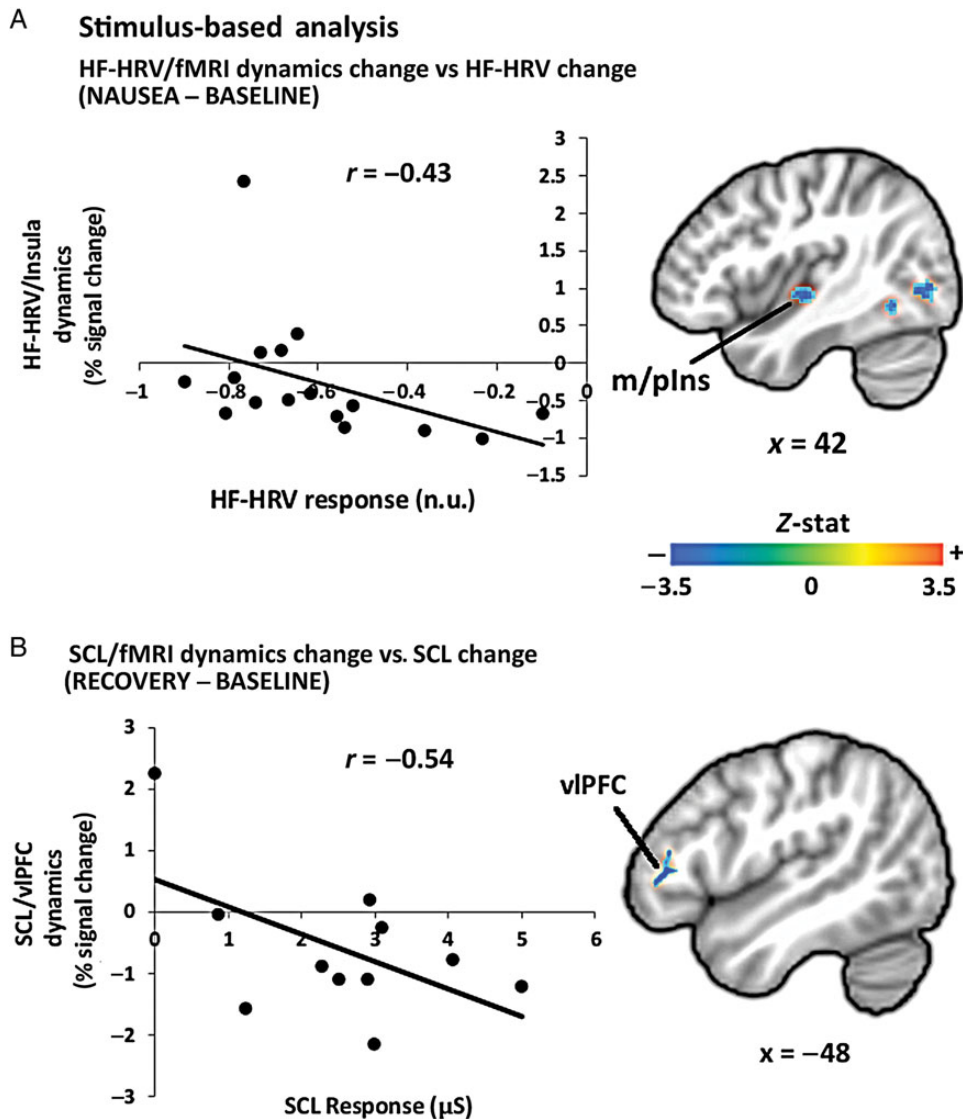 A
Stimulus-based analysis
HF-HRV/fMRI dynamics change vs HF-HRV change
(NAUSEA – BASELINE)
r = −0.43
HF-HRV/Insula
dynamics
(% signal change)
3
2.5
2
1.5
1
0.5
0
−0.5
−1
−1.5
−1
−0.8
−0.6
−0.4
−0.2
0
HF-HRV response (n.u.)
m/pIns
x = 42
Z-stat
−
+
−3.5
0
3.5
B
SCL/fMRI dynamics change vs. SCL change
(RECOVERY – BASELINE)
r = −0.54
SCL/vlPFC
dynamics
(% signal change)
3
2
1
0
−1
−2
−3
0
1
2
3
4
5
6
SCL Response (µS)
vlPFC
x = −48